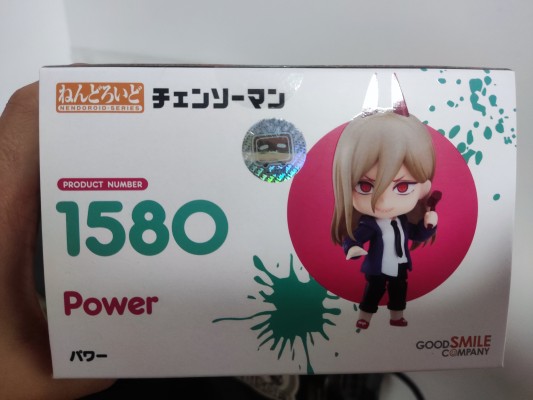 ねんどろいど
NENDOROID・SERIES
チェンソーマン
PRODUCT NUMBER
1580
Power
パワー
GOOD SMILE
COMPANY